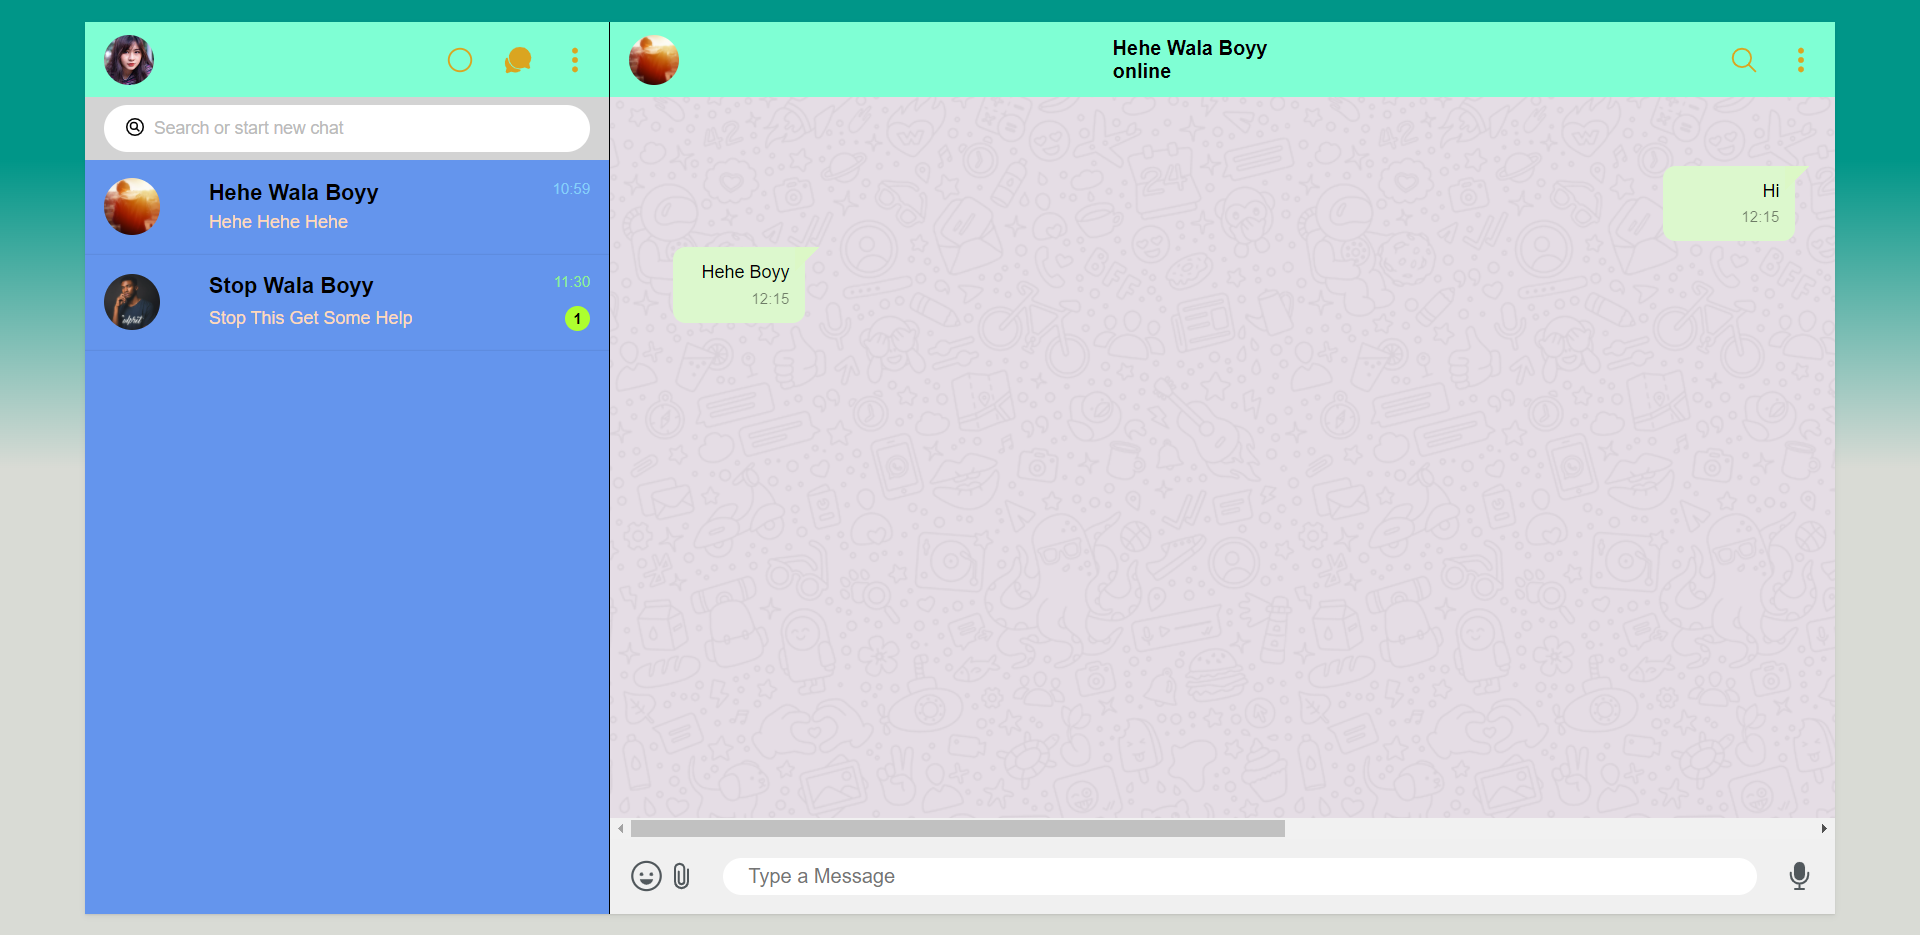 Search or start new chat
Hehe Wala Boyy
10:59
Hehe Hehe Hehe
Stop Wala Boyy
11:30
Stop This Get Some Help
1
Hehe Wala Boyy
online
Hi
12:15
Hehe Boyy
12:15
Type a Message